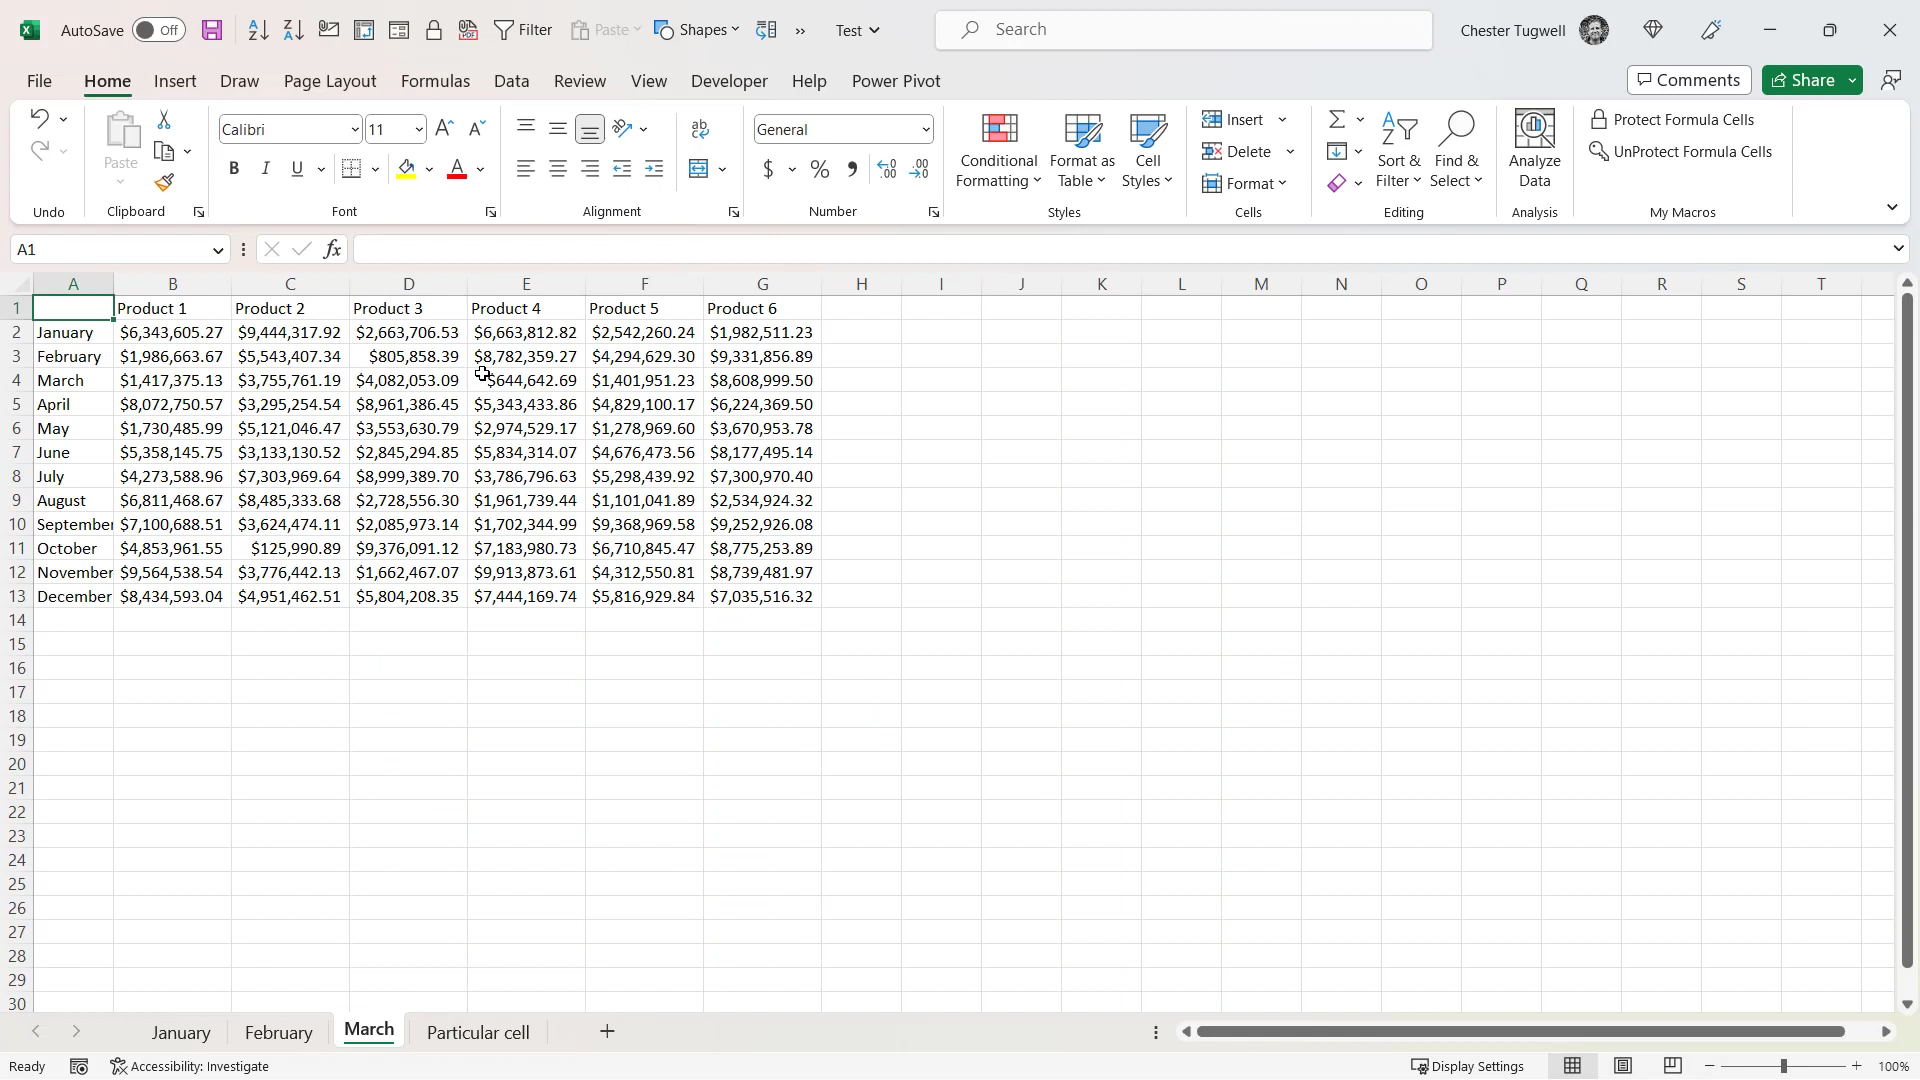 AutoSave Off Filter Paste Shapes Test Search Chester Tugwell
File Home Insert Draw Page Layout Formulas Data Review View Developer Help Power Pivot Comments Share
Paste
Calibri 11
B I U A
ab
General
$ % 9 .00
Conditional Formatting
Format as Table
Cell Styles
Insert
Delete
Format
Sort & Filter
Find & Select
Analyze Data
Protect Formula Cells
UnProtect Formula Cells
Undo Clipboard Font Alignment Number Styles Cells Editing Analysis My Macros
A1 fx
A B C D E F G H I J K L M N O P Q R S T
1 Product 1 Product 2 Product 3 Product 4 Product 5 Product 6
2 January $6,343,605.27 $9,444,317.92 $2,663,706.53 $6,663,812.82 $2,542,260.24 $1,982,511.23
3 February $1,986,663.67 $5,543,407.34 $805,858.39 $8,782,359.27 $4,294,629.30 $9,331,856.89
4 March $1,417,375.13 $3,755,761.19 $4,082,053.09 $644,642.69 $1,401,951.23 $8,608,999.50
5 April $8,072,750.57 $3,295,254.54 $8,961,386.45 $5,343,433.86 $4,829,100.17 $6,224,369.50
6 May $1,730,485.99 $5,121,046.47 $3,553,630.79 $2,974,529.17 $1,278,969.60 $3,670,953.78
7 June $5,358,145.75 $3,133,130.52 $2,845,294.85 $5,834,314.07 $4,676,473.56 $8,177,495.14
8 July $4,273,588.96 $7,303,969.64 $8,999,389.70 $3,786,796.63 $5,298,439.92 $7,300,970.40
9 August $6,811,468.67 $8,485,333.68 $2,728,556.30 $1,961,739.44 $1,101,041.89 $2,534,924.32
10 September $7,100,688.51 $3,624,474.11 $2,085,973.14 $1,702,344.99 $9,368,969.58 $9,252,926.08
11 October $4,853,961.55 $125,990.89 $9,376,091.12 $7,183,980.73 $6,710,845.47 $8,775,253.89
12 November $9,564,538.54 $3,776,442.13 $1,662,467.07 $9,913,873.61 $4,312,550.81 $8,739,481.97
13 December $8,434,593.04 $4,951,462.51 $5,804,208.35 $7,444,169.74 $5,816,929.84 $7,035,516.32
14
15
16
17
18
19
20
21
22
23
24
25
26
27
28
29
30
January February March Particular cell
Ready Accessibility: Investigate Display Settings 100%